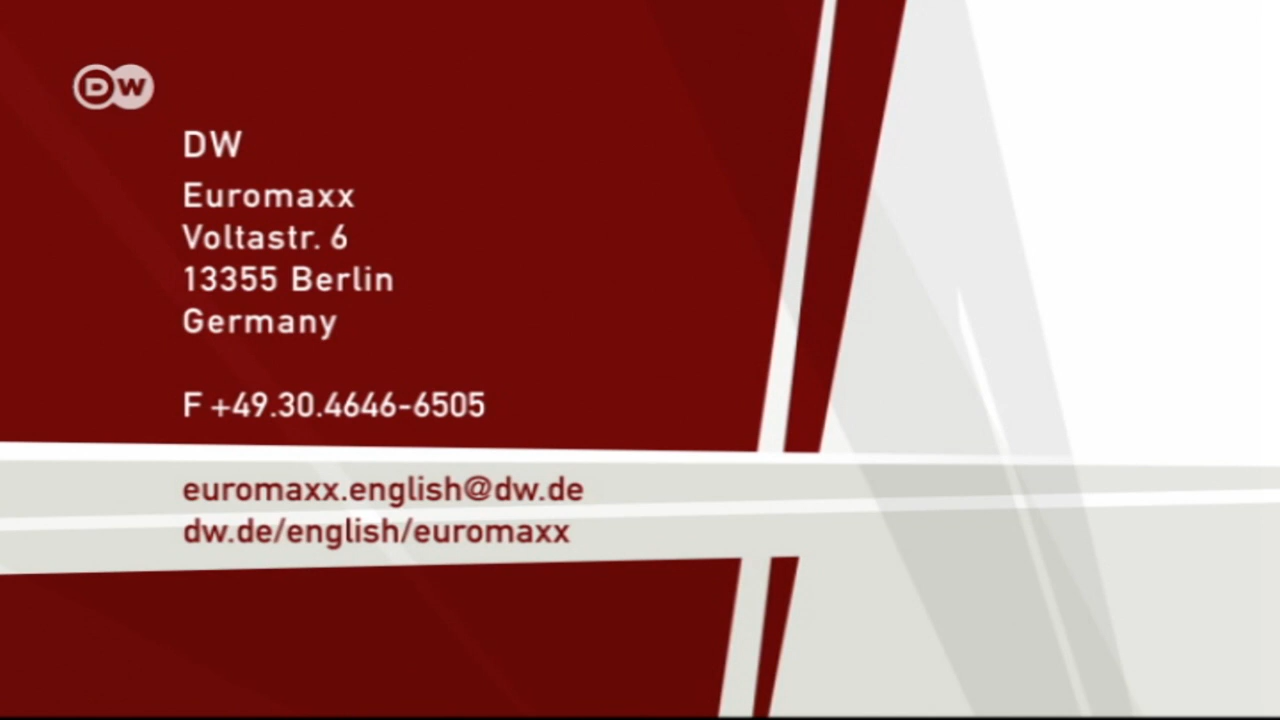 DW
DW
Euromaxx
Voltastr. 6
13355 Berlin
Germany
F +49.30.4646-6505
euromaxx.english@dw.de
dw.de/english/euromaxx